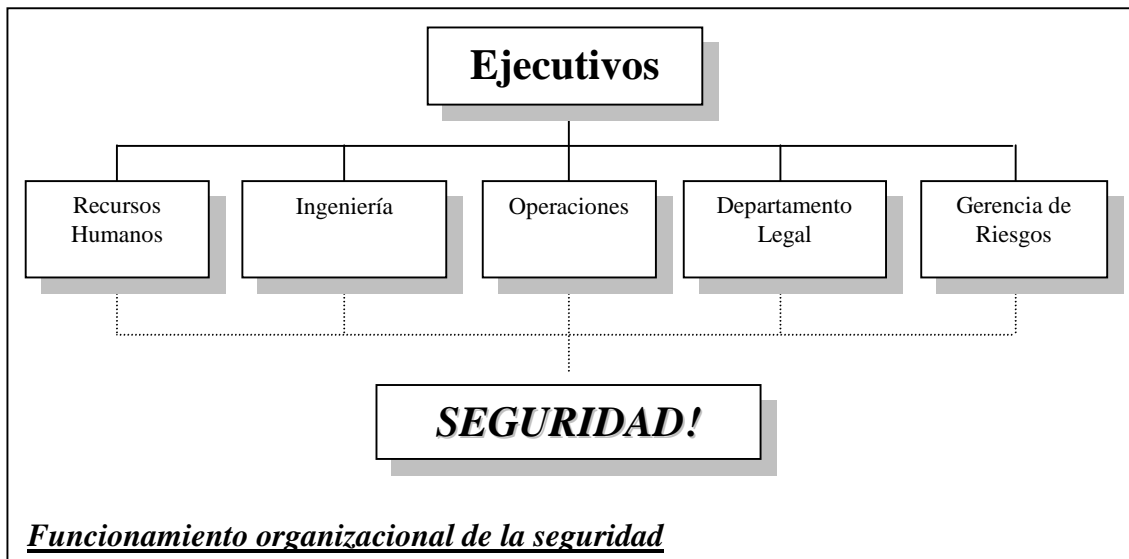 Ejecutivos
Recursos
Humanos
Ingeniería
Operaciones
Departamento
Legal
Gerencia de
Riesgos
SEGURIDAD!
Funcionamiento organizacional de la seguridad